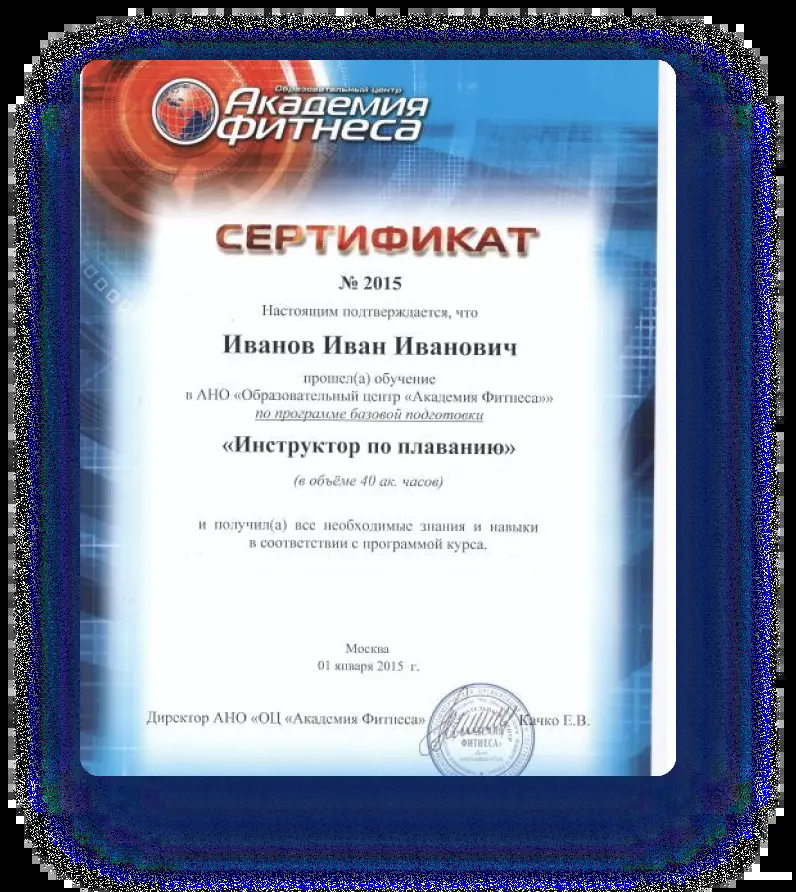 Образовательный центр
Академия
фитнеса
СЕРТИФИКАТ
№ 2015
Настоящим подтверждается, что
Иванов Иван Иванович
прошел(а) обучение
в АНО «Образовательный центр «Академия Фитнеса»»
по программе базовой подготовки
«Инструктор по плаванию»
(в объёме 40 ак. часов)
и получил(а) все необходимые знания и навыки
в соответствии с программой курса.
Москва
01 января 2015 г.
Директор АНО «ОЦ «Академия Фитнеса» Качко Е.В.
ФИТНЕСА»